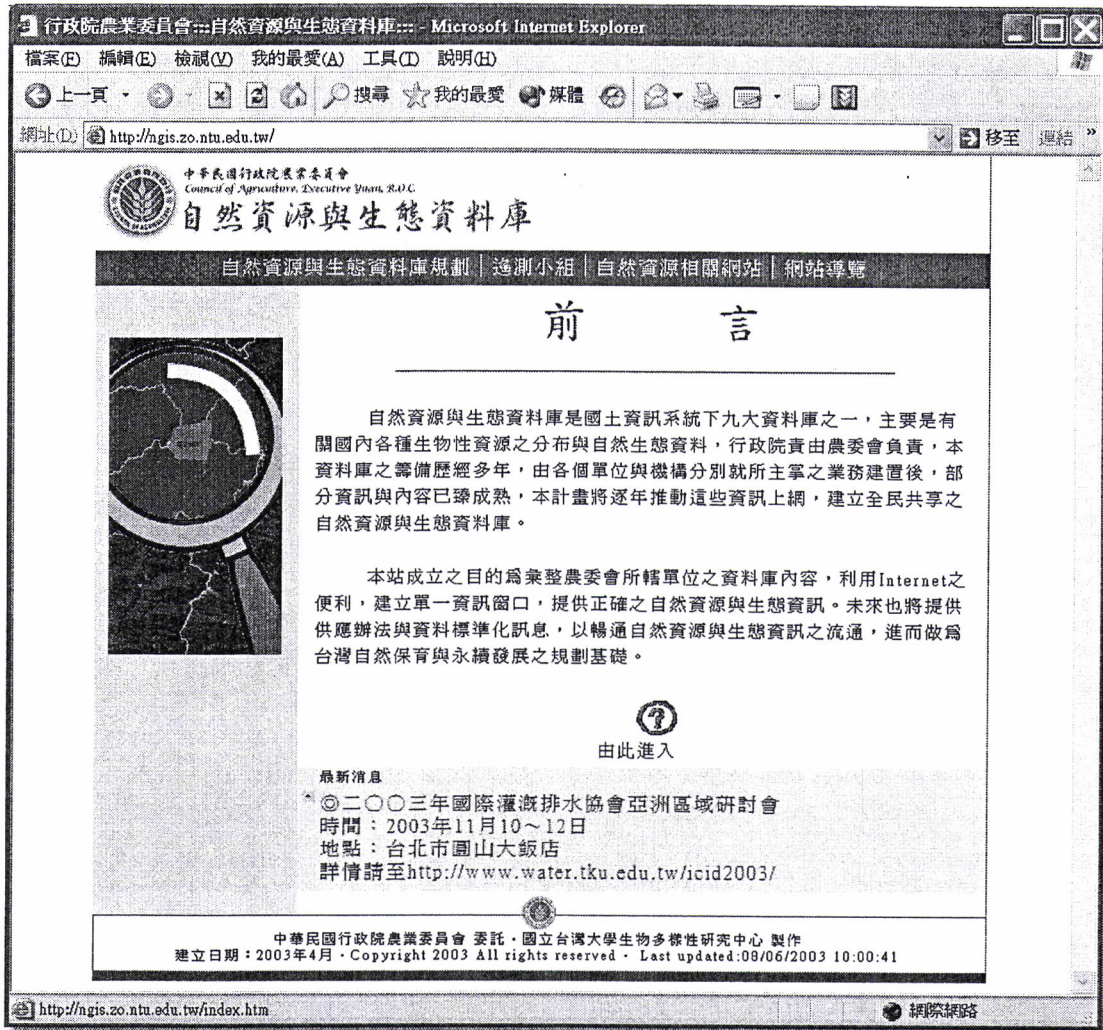 行政院農業委員會:::自然資源與生態資料庫::: - Microsoft Internet Explorer
檔案(F) 編輯(E) 檢視(V) 我的最愛(A) 工具(T) 說明(H)
上一頁 搜尋 我的最愛 媒體
網址(D) http://ngis.zo.ntu.edu.tw/ 移至 連結 »
中華民國行政院農業委員會
Council of Agriculture, Executive Yuan, R.O.C.
自然資源與生態資料庫
自然資源與生態資料庫規劃│遙測小組│自然資源相關網站│網站導覽
前 言
自然資源與生態資料庫是國土資訊系統下九大資料庫之一，主要是有
關國內各種生物性資源之分布與自然生態資料，行政院責由農委會負責，本
資料庫之籌備歷經多年，由各個單位與機構分別就所主掌之業務建置後，部
分資訊與內容已臻成熟，本計畫將逐年推動這些資訊上網，建立全民共享之
自然資源與生態資料庫。
本站成立之目的為彙整農委會所轄單位之資料庫內容，利用Internet之
便利，建立單一資訊窗口，提供正確之自然資源與生態資訊。未來也將提供
供應辦法與資料標準化訊息，以暢通自然資源與生態資訊之流通，進而做為
台灣自然保育與永續發展之規劃基礎。
由此進入
最新消息
◎二○○三年國際灌溉排水協會亞洲區域研討會
時間：2003年11月10～12日
地點：台北市圓山大飯店
詳情請至http://www.water.tku.edu.tw/icid2003/
中華民國行政院農業委員會 委託・國立台灣大學生物多樣性研究中心 製作
建立日期：2003年4月・Copyright 2003 All rights reserved・ Last updated:08/06/2003 10:00:41
http://ngis.zo.ntu.edu.tw/index.htm 網際網路